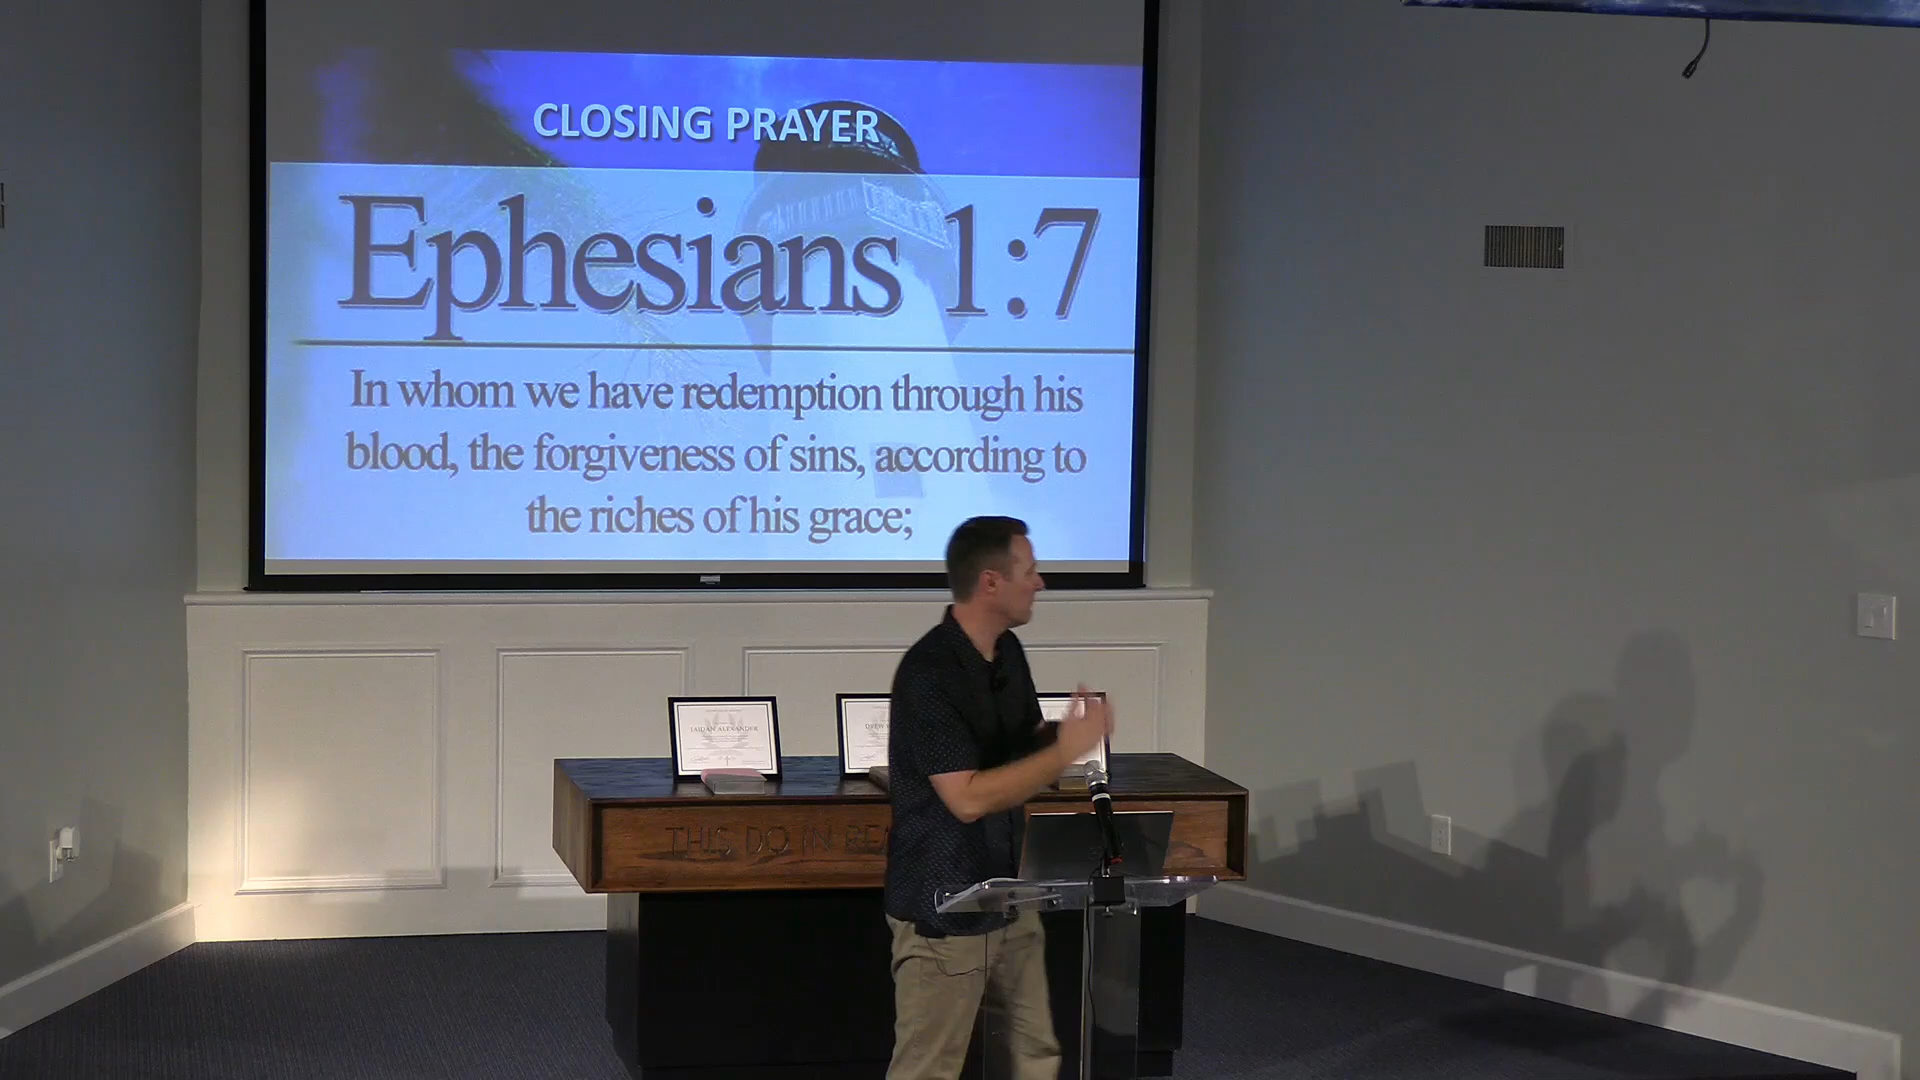 CLOSING PRAYER
Ephesians 1:7
In whom we have redemption through his
blood, the forgiveness of sins, according to
the riches of his grace;
JAIDAN ALEXANDER
DREW
THIS DO IN